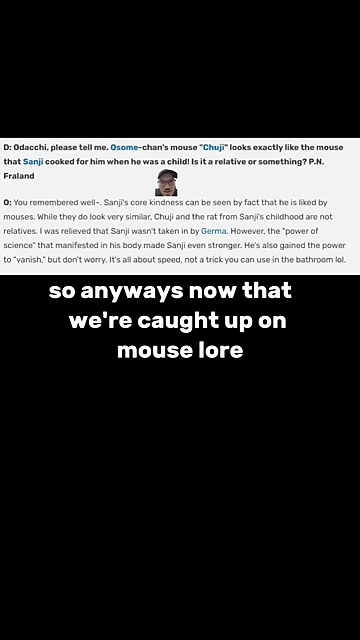 D: Odacchi, please tell me. Osome-chan's mouse "Chuji" looks exactly like the mouse
that Sanji cooked for him when he was a child! Is it a relative or something? P.N.
Fraland
O: You remembered well~. Sanji's core kindness can be seen by fact that he is liked by
mouses. While they do look very similar, Chuji and the rat from Sanji's childhood are not
relatives. I was relieved that Sanji wasn't taken in by Germa. However, the "power of
science" that manifested in his body made Sanji even stronger. He's also gained the power
to "vanish," but don't worry. It's all about speed, not a trick you can use in the bathroom lol.
so anyways now that
we're caught up on
mouse lore